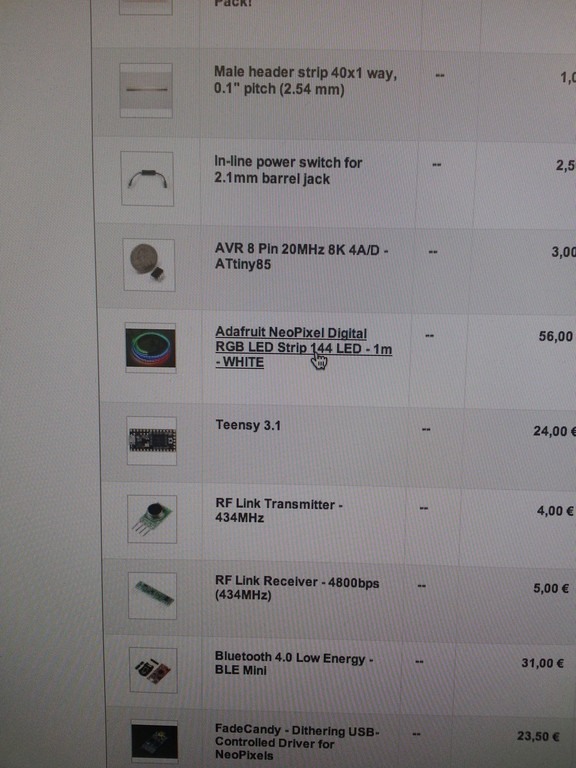 Pack!
Male header strip 40x1 way, -- 1,0
0.1" pitch (2.54 mm)
In-line power switch for -- 2,5
2.1mm barrel jack
AVR 8 Pin 20MHz 8K 4A/D - -- 3,00
ATtiny85
Adafruit NeoPixel Digital -- 56,00
RGB LED Strip 144 LED - 1m
- WHITE
Teensy 3.1 -- 24,00 €
RF Link Transmitter - -- 4,00 €
434MHz
RF Link Receiver - 4800bps -- 5,00 €
(434MHz)
Bluetooth 4.0 Low Energy - -- 31,00 €
BLE Mini
FadeCandy - Dithering USB- -- 23,50 €
Controlled Driver for
NeoPixels